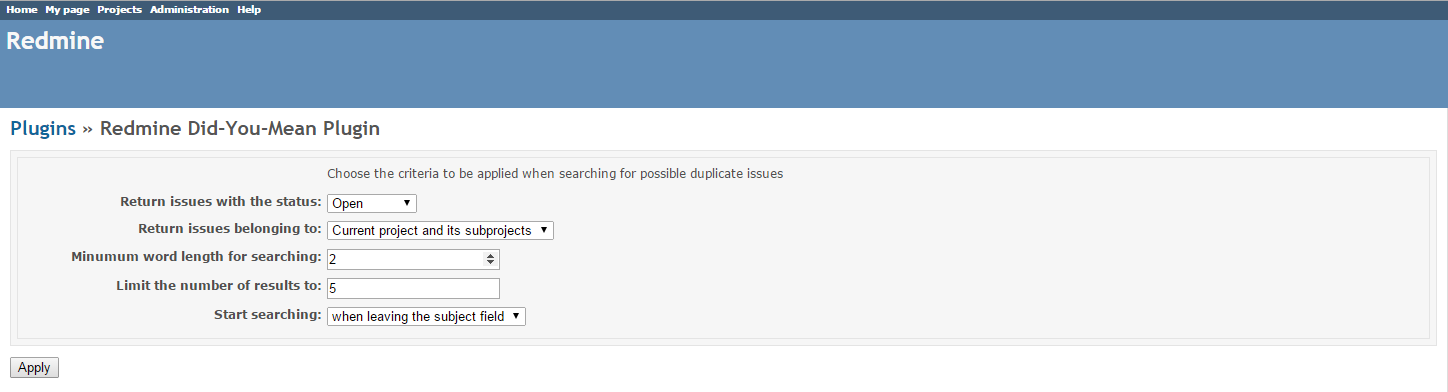 Home My page Projects Administration Help
Redmine
Plugins » Redmine Did-You-Mean Plugin
Choose the criteria to be applied when searching for possible duplicate issues
Return issues with the status: Open
Return issues belonging to: Current project and its subprojects
Minumum word length for searching: 2
Limit the number of results to: 5
Start searching: when leaving the subject field
Apply